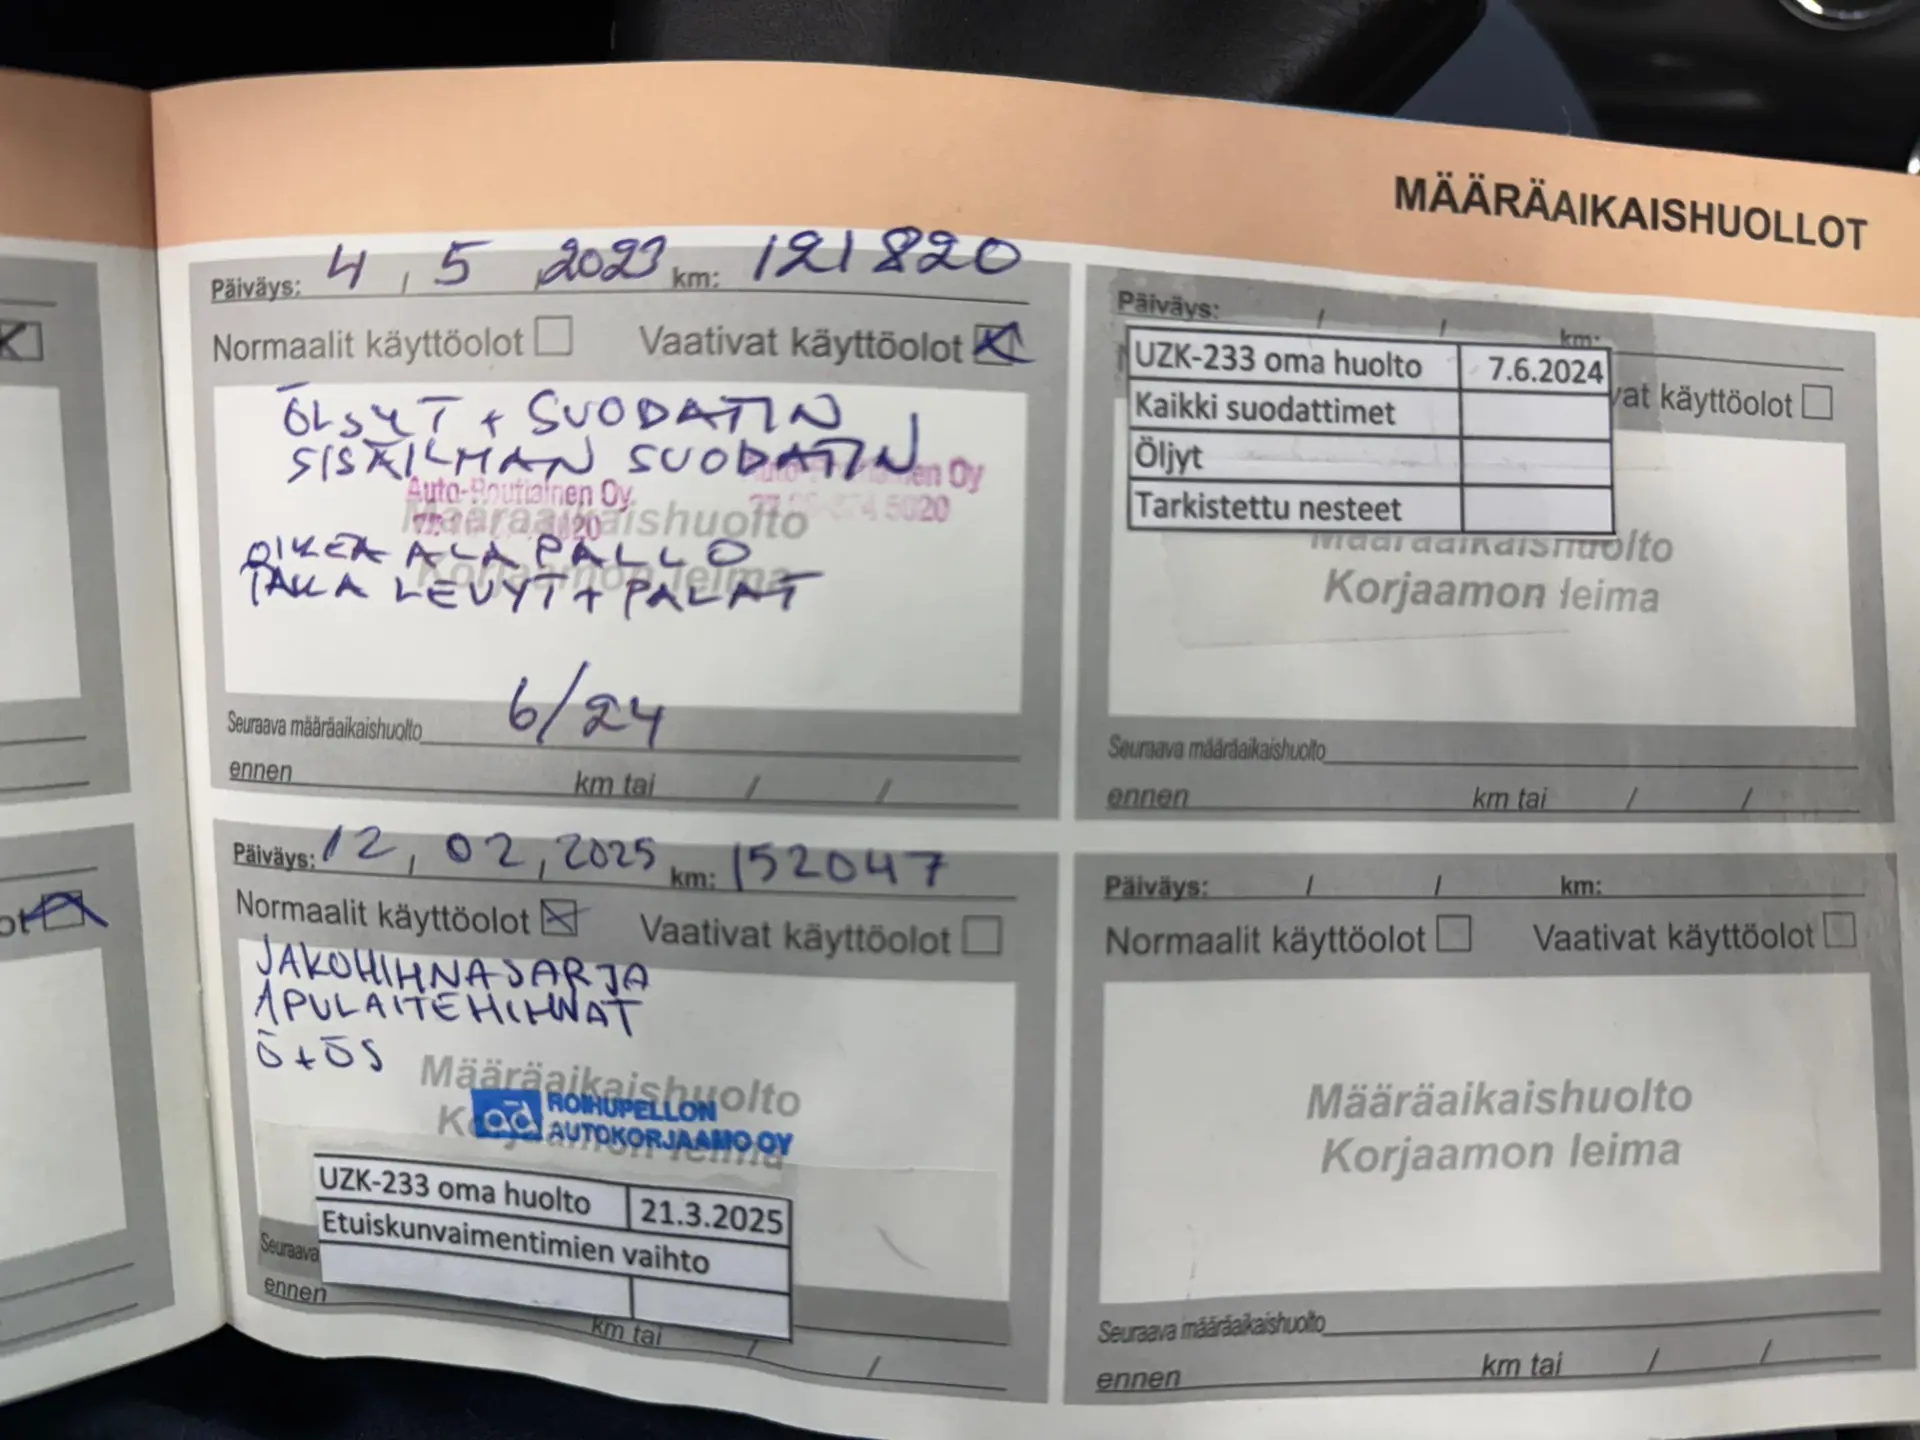 MÄÄRÄAIKAISHUOLLOT
Päiväys: 4 / 5 2023 km: 121820
Normaalit käyttöolot Vaativat käyttöolot
ÖLJYT + SUODATIN
SISÄILMAN SUODATIN
Auto-Routiainen Oy
Määräaikaishuolto
OIKEA ALA PALLO
Korjaamon leima
TAKA LEVYT + PALAT
Seuraava määräaikaishuolto 6/24
ennen km tai / /
Päiväys: / / km:
UZK-233 oma huolto 7.6.2024
Kaikki suodattimet
Öljyt
Tarkistettu nesteet
vat käyttöolot
Määräaikaishuolto
Korjaamon leima
Seuraava määräaikaishuolto
ennen km tai / /
Päiväys: 12 / 02 / 2025 km: 152047
Normaalit käyttöolot Vaativat käyttöolot
JAKOHIHNASARJA
APULAITEHIHNAT
Ö+ÖS
Määräaikaishuolto
ad ROIHUPELLON
AUTOKORJAAMO OY
UZK-233 oma huolto 21.3.2025
Etuiskunvaimentimien vaihto
Seuraava
ennen km tai / /
Päiväys: / / km:
Normaalit käyttöolot Vaativat käyttöolot
Määräaikaishuolto
Korjaamon leima
Seuraava määräaikaishuolto
ennen km tai / /